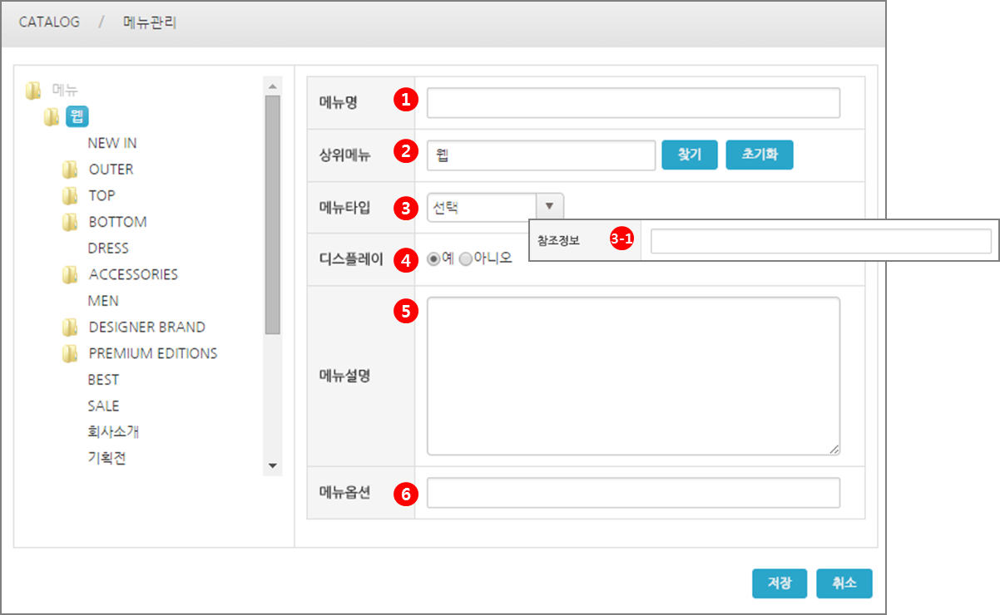 CATALOG / 메뉴관리
메뉴
웹
NEW IN
OUTER
TOP
BOTTOM
DRESS
ACCESSORIES
MEN
DESIGNER BRAND
PREMIUM EDITIONS
BEST
SALE
회사소개
기획전
메뉴명 1
상위메뉴 2 웹 찾기 초기화
메뉴타입 3 선택
참조정보 3-1
디스플레이 4 예 아니오
5
메뉴설명
메뉴옵션 6
저장 취소